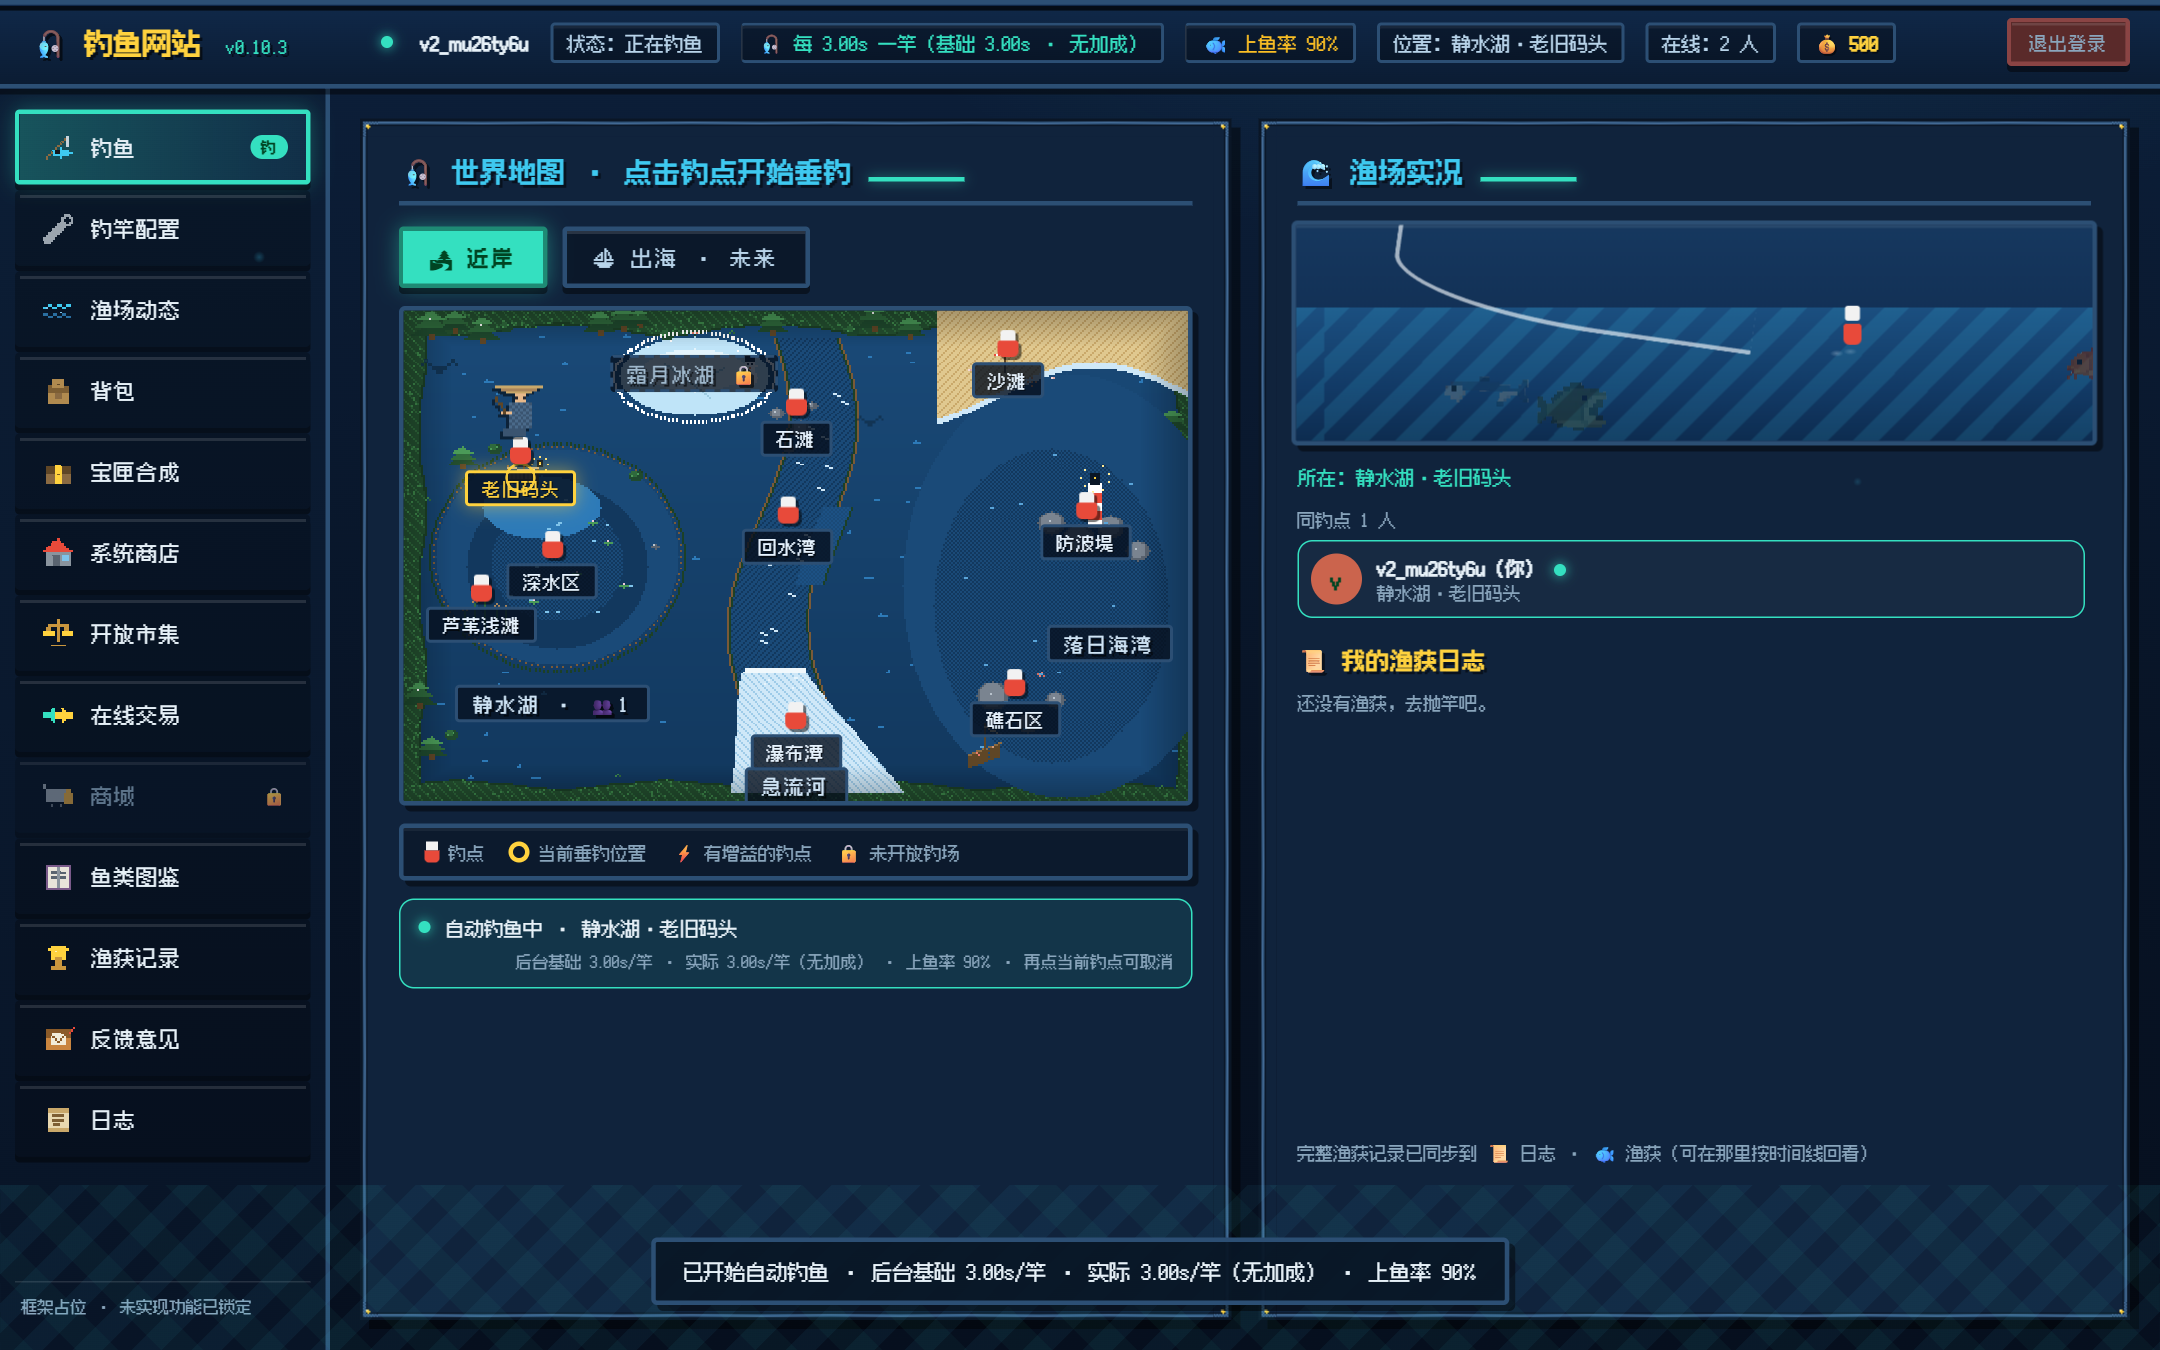 钓鱼网站 v0.10.3
v2_mu26ty6u
状态：正在钓鱼
每 3.00s 一竿（基础 3.00s · 无加成）
上鱼率 90%
位置：静水湖·老旧码头
在线：2 人
500
退出登录
钓鱼 钓
钓竿配置
渔场动态
背包
宝匣合成
系统商店
开放市集
在线交易
商城
鱼类图鉴
渔获记录
反馈意见
日志
框架占位 · 未实现功能已锁定
世界地图 · 点击钓点开始垂钓
近岸
出海 · 未来
霜月冰湖
沙滩
石滩
老旧码头
回水湾
防波堤
深水区
芦苇浅滩
落日海湾
静水湖 · 1
礁石区
瀑布潭
急流河
钓点
当前垂钓位置
有增益的钓点
未开放钓场
自动钓鱼中 · 静水湖·老旧码头
后台基础 3.00s/竿 · 实际 3.00s/竿（无加成） · 上鱼率 90% · 再点当前钓点可取消
渔场实况
所在：静水湖·老旧码头
同钓点 1 人
v
v2_mu26ty6u（你）
静水湖·老旧码头
我的渔获日志
还没有渔获，去抛竿吧。
完整渔获记录已同步到 日志 · 渔获（可在那里按时间线回看）
已开始自动钓鱼 · 后台基础 3.00s/竿 · 实际 3.00s/竿（无加成） · 上鱼率 90%